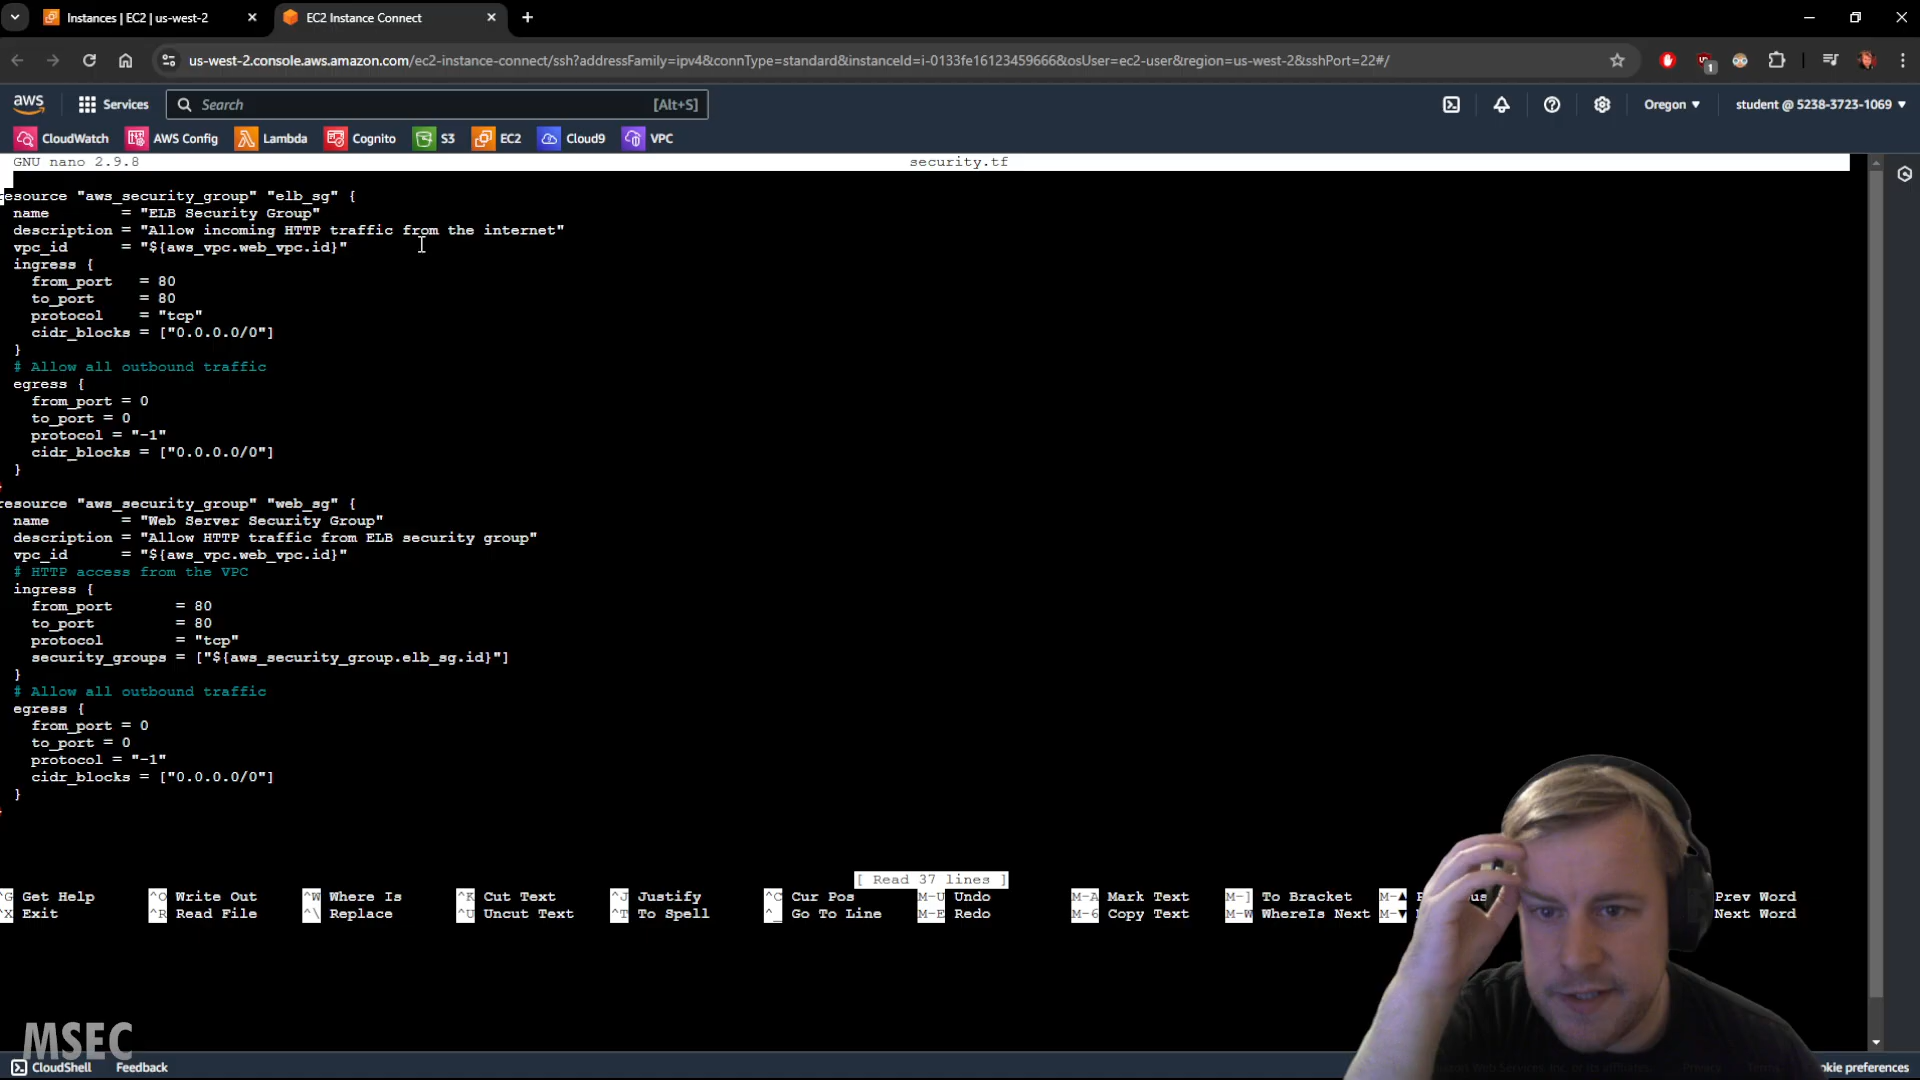 Instances | EC2 | us-west-2
EC2 Instance Connect
us-west-2.console.aws.amazon.com/ec2-instance-connect/ssh?addressFamily=ipv4&connType=standard&instanceId=i-0133fe16123459666&osUser=ec2-user&region=us-west-2&sshPort=22#/
1
aws
Services
Search
[Alt+S]
Oregon ▼
student @ 5238-3723-1069 ▼
CloudWatch
AWS Config
Lambda
Cognito
S3
EC2
Cloud9
VPC
GNU nano 2.9.8 security.tf
esource "aws_security_group" "elb_sg" {
name = "ELB Security Group"
description = "Allow incoming HTTP traffic from the internet"
vpc_id = "${aws_vpc.web_vpc.id}"
ingress {
from_port = 80
to_port = 80
protocol = "tcp"
cidr_blocks = ["0.0.0.0/0"]
}
# Allow all outbound traffic
egress {
from_port = 0
to_port = 0
protocol = "-1"
cidr_blocks = ["0.0.0.0/0"]
}
resource "aws_security_group" "web_sg" {
name = "Web Server Security Group"
description = "Allow HTTP traffic from ELB security group"
vpc_id = "${aws_vpc.web_vpc.id}"
# HTTP access from the VPC
ingress {
from_port = 80
to_port = 80
protocol = "tcp"
security_groups = ["${aws_security_group.elb_sg.id}"]
}
# Allow all outbound traffic
egress {
from_port = 0
to_port = 0
protocol = "-1"
cidr_blocks = ["0.0.0.0/0"]
}
[ Read 37 lines ]
^G Get Help ^O Write Out ^W Where Is ^K Cut Text ^J Justify ^C Cur Pos M-U Undo M-A Mark Text M-] To Bracket M-▲ Prev Word
^X Exit ^R Read File ^\ Replace ^U Uncut Text ^T To Spell ^_ Go To Line M-E Redo M-6 Copy Text M-W WhereIs Next M-▼ Next Word
MSEC
CloudShell
Feedback
okie preferences